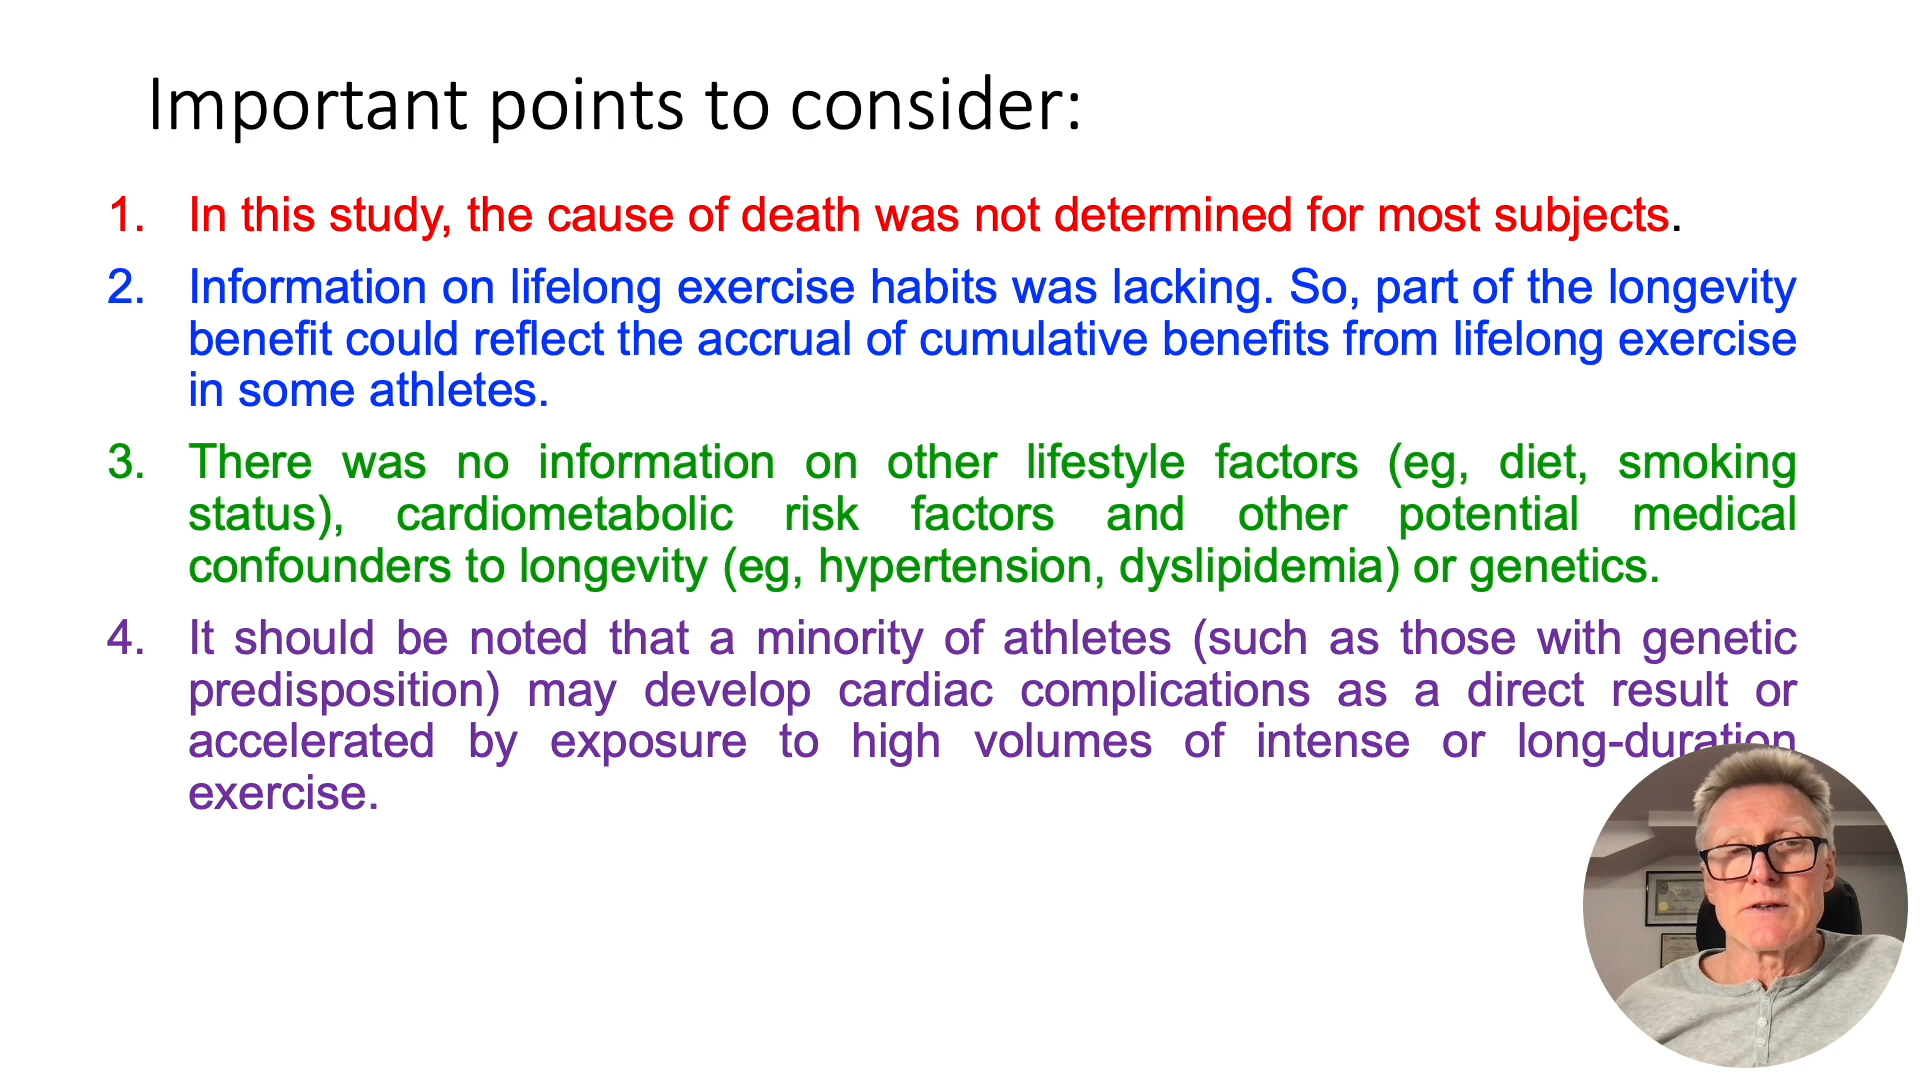 Important points to consider:
1. In this study, the cause of death was not determined for most subjects.
2. Information on lifelong exercise habits was lacking. So, part of the longevity
benefit could reflect the accrual of cumulative benefits from lifelong exercise
in some athletes.
3. There was no information on other lifestyle factors (eg, diet, smoking
status), cardiometabolic risk factors and other potential medical
confounders to longevity (eg, hypertension, dyslipidemia) or genetics.
4. It should be noted that a minority of athletes (such as those with genetic
predisposition) may develop cardiac complications as a direct result or
accelerated by exposure to high volumes of intense or long-duration
exercise.